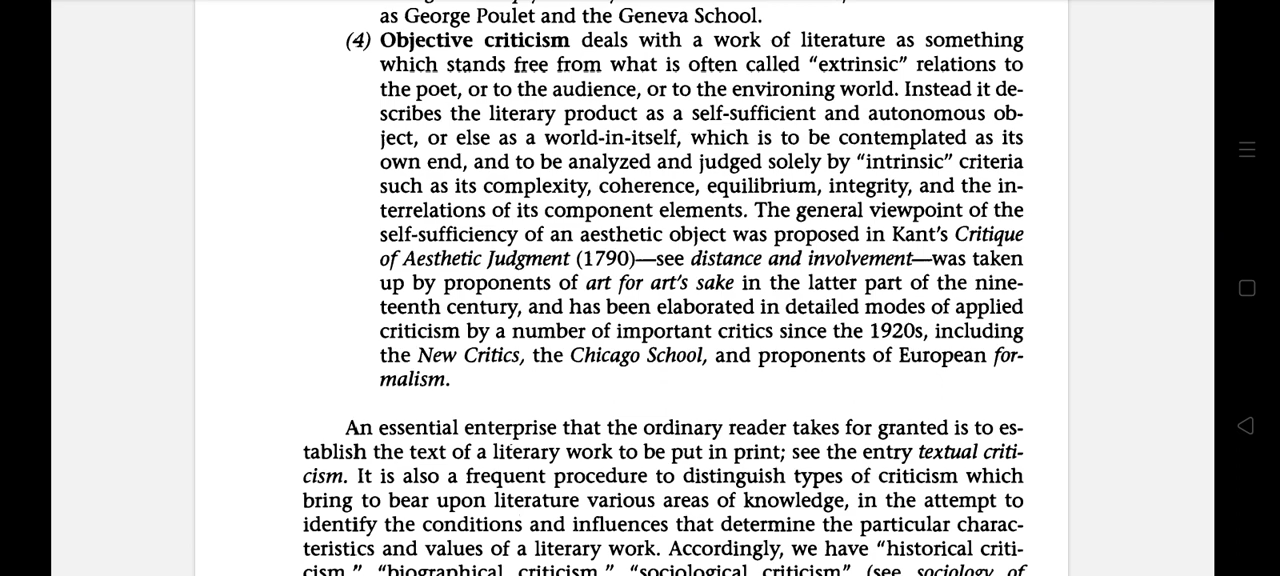 as George Poulet and the Geneva School.
(4) Objective criticism deals with a work of literature as something
which stands free from what is often called “extrinsic” relations to
the poet, or to the audience, or to the environing world. Instead it de-
scribes the literary product as a self-sufficient and autonomous ob-
ject, or else as a world-in-itself, which is to be contemplated as its
own end, and to be analyzed and judged solely by “intrinsic” criteria
such as its complexity, coherence, equilibrium, integrity, and the in-
terrelations of its component elements. The general viewpoint of the
self-sufficiency of an aesthetic object was proposed in Kant’s Critique
of Aesthetic Judgment (1790)—see distance and involvement—was taken
up by proponents of art for art’s sake in the latter part of the nine-
teenth century, and has been elaborated in detailed modes of applied
criticism by a number of important critics since the 1920s, including
the New Critics, the Chicago School, and proponents of European for-
malism.
An essential enterprise that the ordinary reader takes for granted is to es-
tablish the text of a literary work to be put in print; see the entry textual criti-
cism. It is also a frequent procedure to distinguish types of criticism which
bring to bear upon literature various areas of knowledge, in the attempt to
identify the conditions and influences that determine the particular charac-
teristics and values of a literary work. Accordingly, we have “historical criti-
cism,” “biographical criticism,” “sociological criticism” (see sociology of